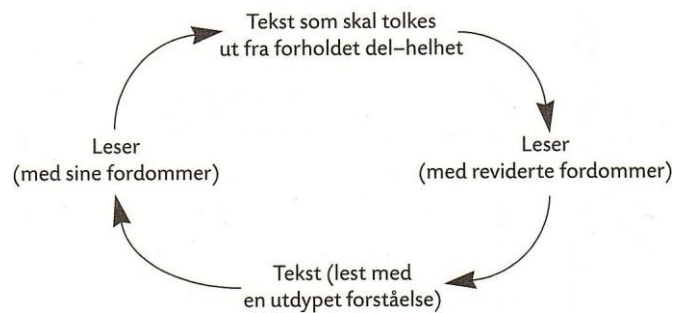 Tekst som skal tolkes
ut fra forholdet del–helhet
Leser
(med sine fordommer)
Leser
(med reviderte fordommer)
Tekst (lest med
en utdypet forståelse)